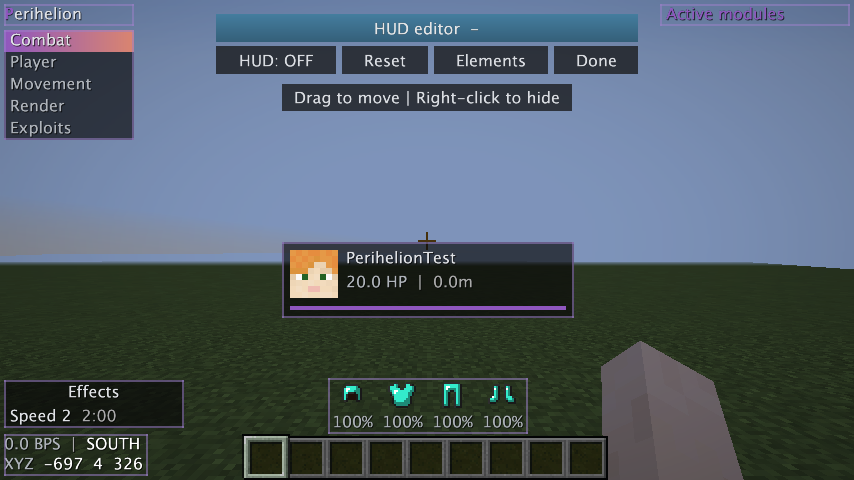 Perihelion
Active modules
HUD editor -
Combat
Player
Movement
Render
Exploits
HUD: OFF
Reset
Elements
Done
Drag to move | Right-click to hide
PerihelionTest
20.0 HP | 0.0m
Effects
Speed 2 2:00
100% 100% 100% 100%
0.0 BPS | SOUTH
XYZ -697 4 326